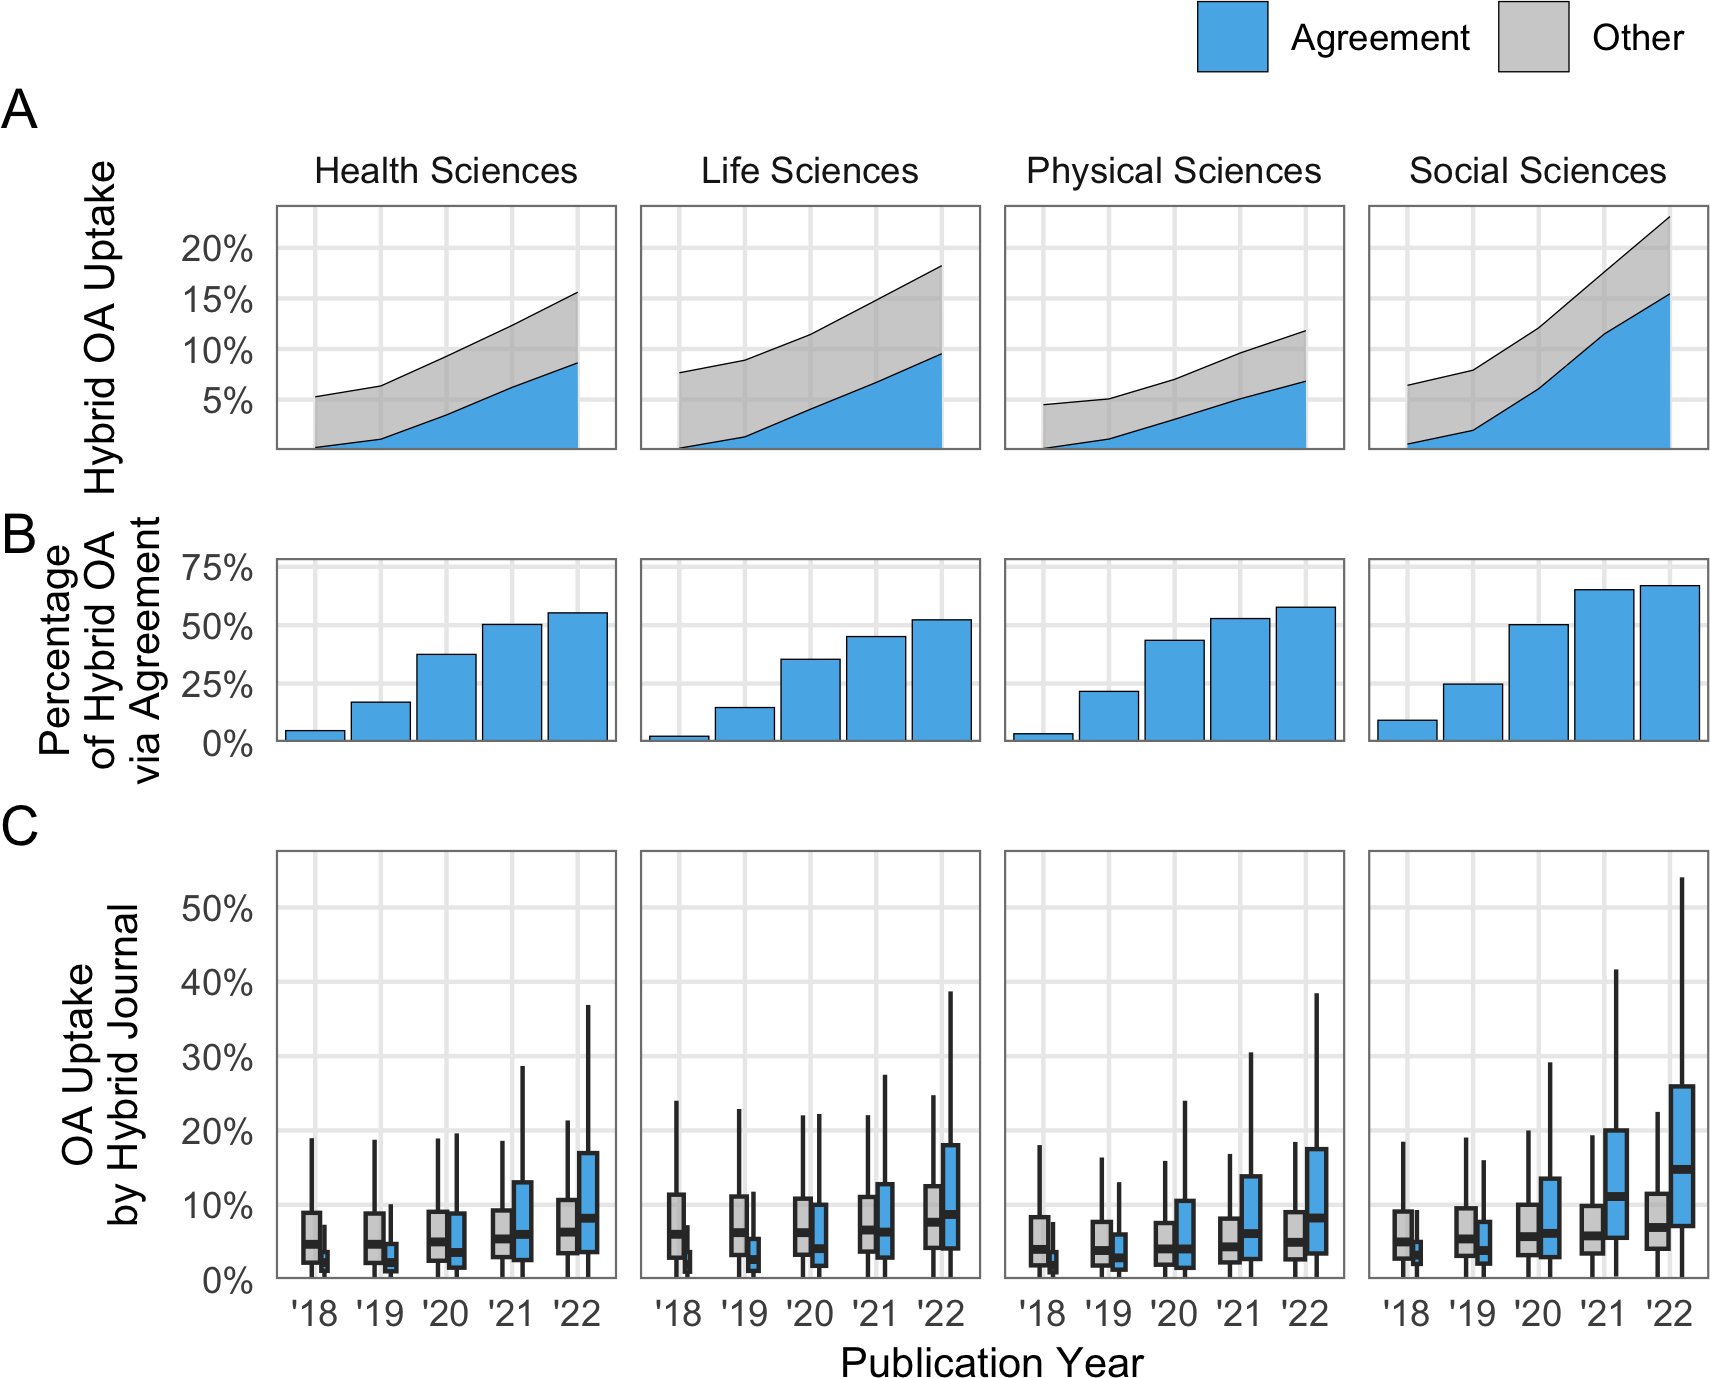 Agreement Other
A
Health Sciences Life Sciences Physical Sciences Social Sciences
Hybrid OA Uptake
20%
15%
10%
5%
B
Percentage
of Hybrid OA
via Agreement
75%
50%
25%
0%
C
OA Uptake
by Hybrid Journal
50%
40%
30%
20%
10%
0%
'18 '19 '20 '21 '22 '18 '19 '20 '21 '22 '18 '19 '20 '21 '22 '18 '19 '20 '21 '22
Publication Year